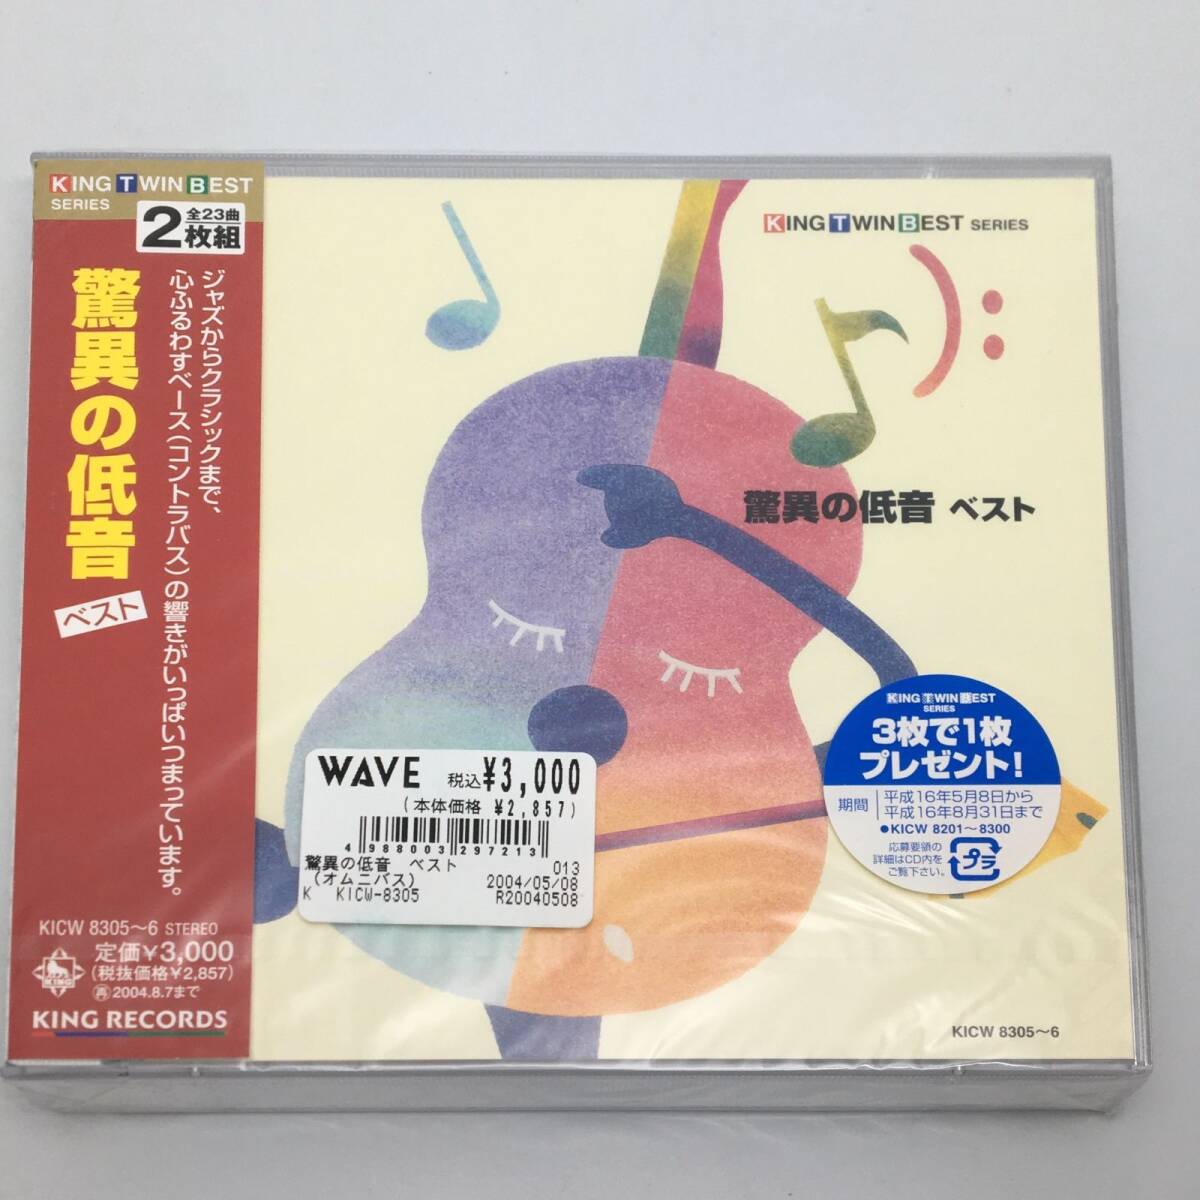 KING TWIN BEST
SERIES
全23曲
2枚組
驚異の低音
ベスト
ジャズからクラシックまで、
心ふるわすベース(コントラバス)の響きがいっぱいつまっています。
KICW 8305～6 STEREO
定価¥3,000
(税抜価格¥2,857)
再 2004.8.7まで
KING
KING RECORDS
KING TWIN BEST SERIES
驚異の低音 ベスト
WAVE 税込¥3,000
(本体価格 ¥2,857)
4 988003 297213
驚異の低音 ベスト 013
(オムニバス) 2004/05/08
K KICW-8305 R20040508
KING TWIN BEST
SERIES
3枚で1枚
プレゼント!
期間 平成16年5月8日から
平成16年8月31日まで
●KICW 8201～8300
応募要領の
詳細はCD内を
ご覧下さい。
プラ
KICW 8305～6